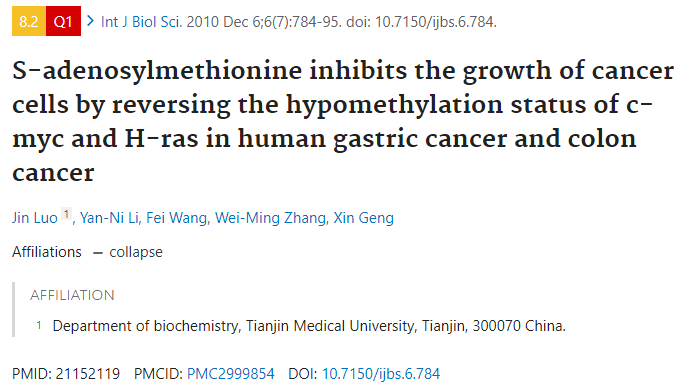 8.2 Q1 > Int J Biol Sci. 2010 Dec 6;6(7):784-95. doi: 10.7150/ijbs.6.784.
S-adenosylmethionine inhibits the growth of cancer
cells by reversing the hypomethylation status of c-
myc and H-ras in human gastric cancer and colon
cancer
Jin Luo 1, Yan-Ni Li, Fei Wang, Wei-Ming Zhang, Xin Geng
Affiliations – collapse
AFFILIATION
1 Department of biochemistry, Tianjin Medical University, Tianjin, 300070 China.
PMID: 21152119 PMCID: PMC2999854 DOI: 10.7150/ijbs.6.784